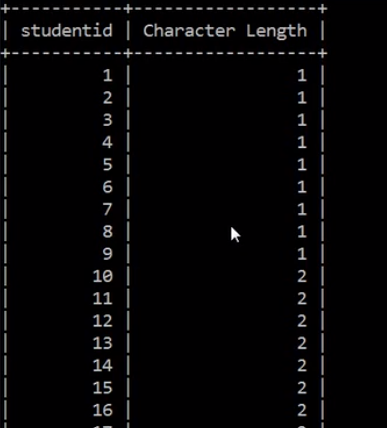 +-----------+------------------+
| studentid | Character Length |
+-----------+------------------+
| 1 | 1 |
| 2 | 1 |
| 3 | 1 |
| 4 | 1 |
| 5 | 1 |
| 6 | 1 |
| 7 | 1 |
| 8 | 1 |
| 9 | 1 |
| 10 | 2 |
| 11 | 2 |
| 12 | 2 |
| 13 | 2 |
| 14 | 2 |
| 15 | 2 |
| 16 | 2 |